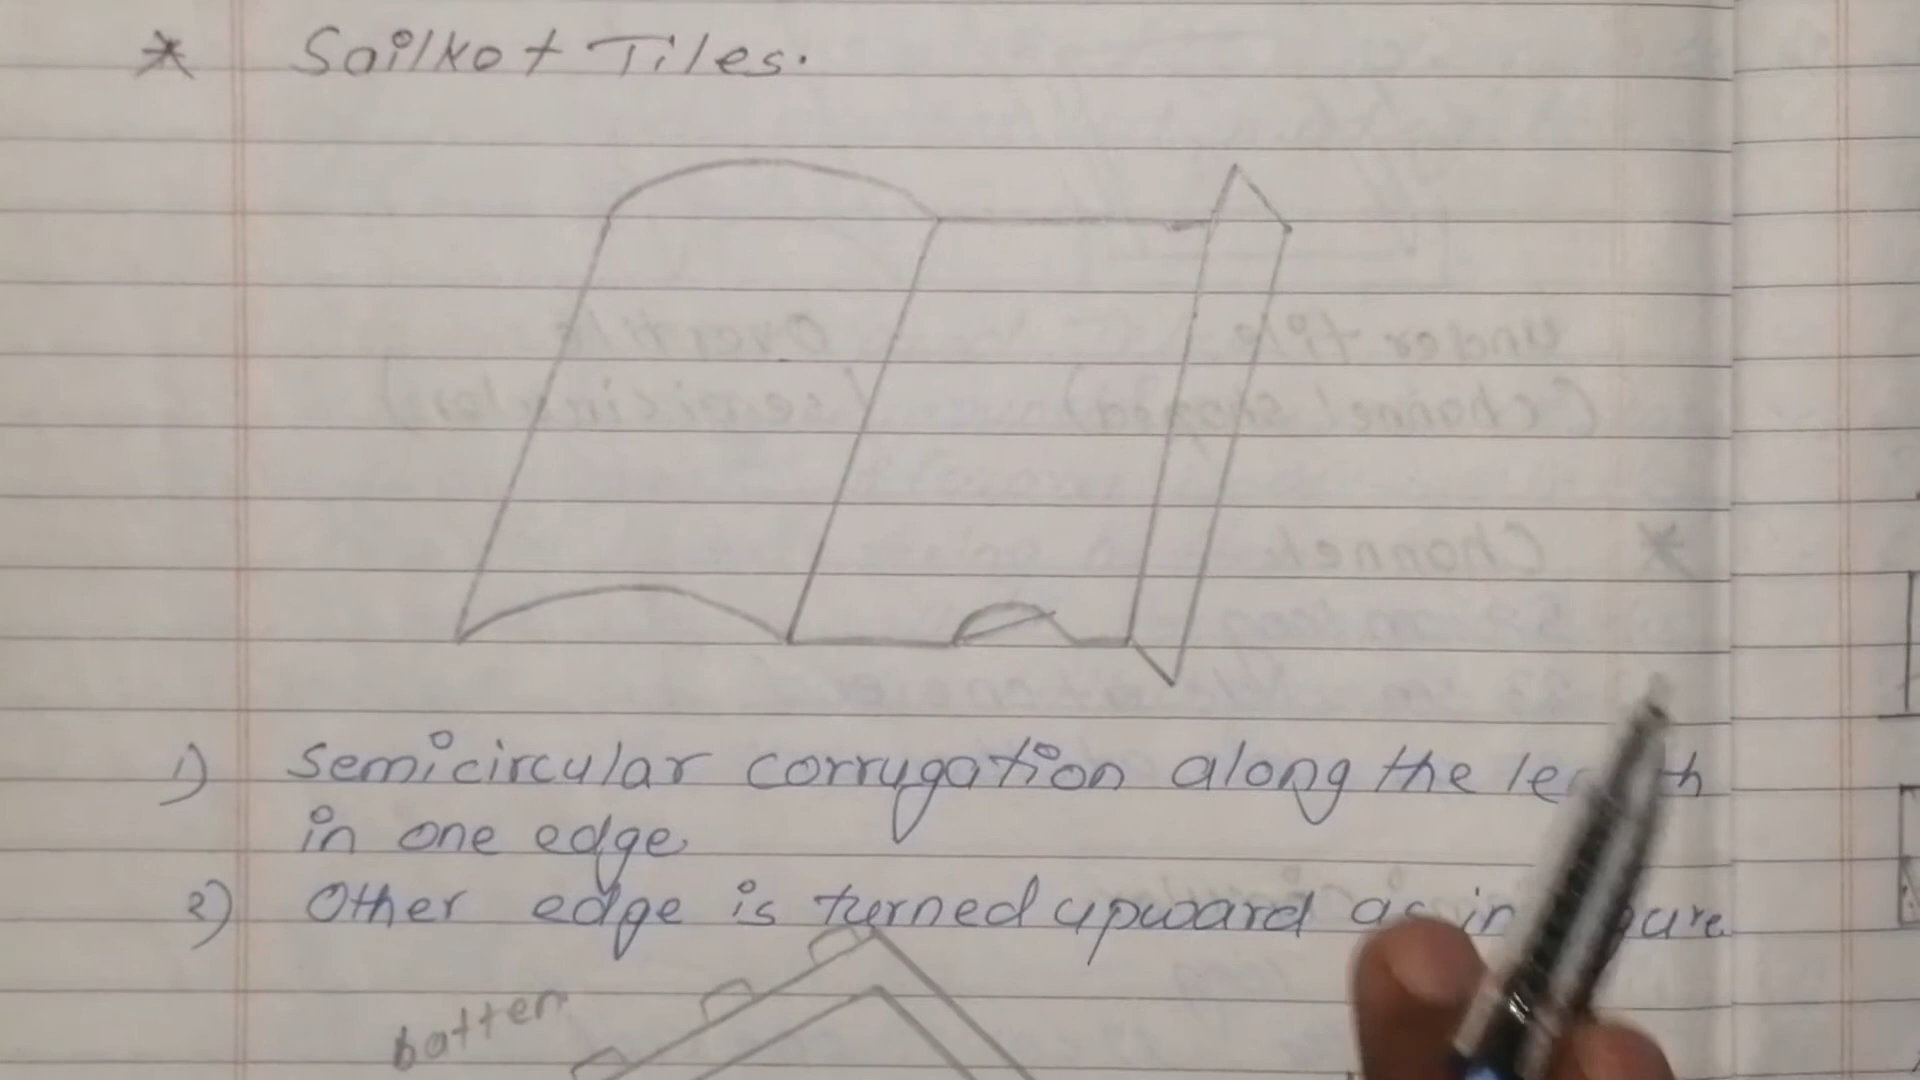 * Sailkot Tiles.
1) Semicircular corrugation along the
in one edge
2) Other edge is turned upward as in
batten